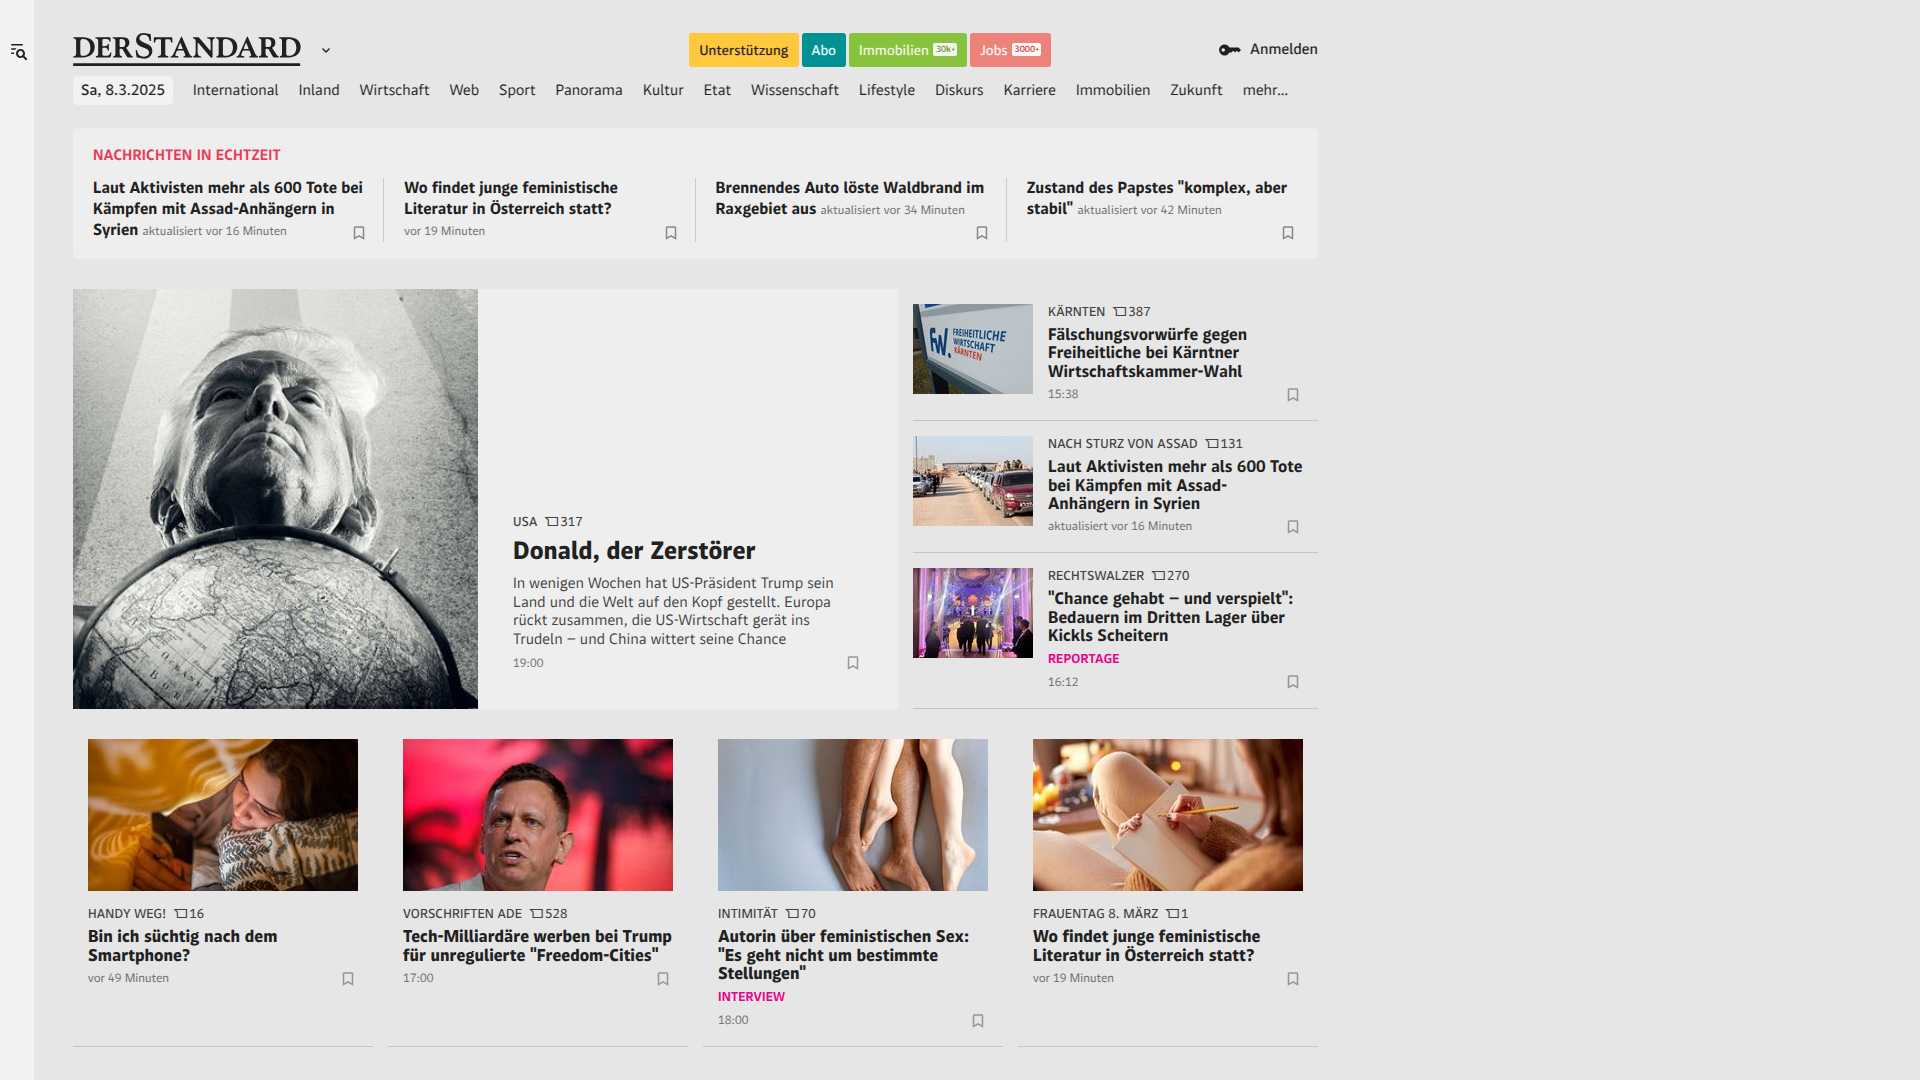 DERSTANDARD
Unterstützung
Abo
Immobilien 30k+
Jobs 3000+
Anmelden
Sa, 8.3.2025
International
Inland
Wirtschaft
Web
Sport
Panorama
Kultur
Etat
Wissenschaft
Lifestyle
Diskurs
Karriere
Immobilien
Zukunft
mehr...
NACHRICHTEN IN ECHTZEIT
Laut Aktivisten mehr als 600 Tote bei
Kämpfen mit Assad-Anhängern in
Syrien aktualisiert vor 16 Minuten
Wo findet junge feministische
Literatur in Österreich statt?
vor 19 Minuten
Brennendes Auto löste Waldbrand im
Raxgebiet aus aktualisiert vor 34 Minuten
Zustand des Papstes "komplex, aber
stabil" aktualisiert vor 42 Minuten
USA 317
Donald, der Zerstörer
In wenigen Wochen hat US-Präsident Trump sein
Land und die Welt auf den Kopf gestellt. Europa
rückt zusammen, die US-Wirtschaft gerät ins
Trudeln – und China wittert seine Chance
19:00
FW.
FREIHEITLICHE
WIRTSCHAFT
KÄRNTEN
KÄRNTEN 387
Fälschungsvorwürfe gegen
Freiheitliche bei Kärntner
Wirtschaftskammer-Wahl
15:38
NACH STURZ VON ASSAD 131
Laut Aktivisten mehr als 600 Tote
bei Kämpfen mit Assad-
Anhängern in Syrien
aktualisiert vor 16 Minuten
RECHTSWALZER 270
"Chance gehabt – und verspielt":
Bedauern im Dritten Lager über
Kickls Scheitern
REPORTAGE
16:12
HANDY WEG! 16
Bin ich süchtig nach dem
Smartphone?
vor 49 Minuten
VORSCHRIFTEN ADE 528
Tech-Milliardäre werben bei Trump
für unregulierte "Freedom-Cities"
17:00
INTIMITÄT 70
Autorin über feministischen Sex:
"Es geht nicht um bestimmte
Stellungen"
INTERVIEW
18:00
FRAUENTAG 8. MÄRZ 1
Wo findet junge feministische
Literatur in Österreich statt?
vor 19 Minuten